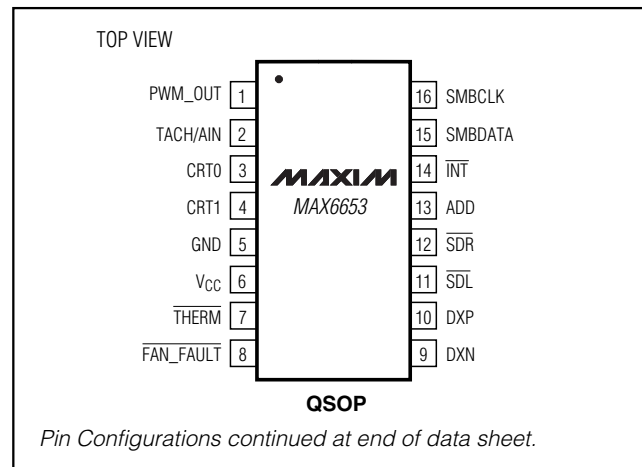 TOP VIEW
PWM_OUT 1
TACH/AIN 2
CRT0 3
CRT1 4
GND 5
VCC 6
THERM 7
FAN_FAULT 8
MAXIM
MAX6653
16 SMBCLK
15 SMBDATA
14 INT
13 ADD
12 SDR
11 SDL
10 DXP
9 DXN
QSOP
Pin Configurations continued at end of data sheet.